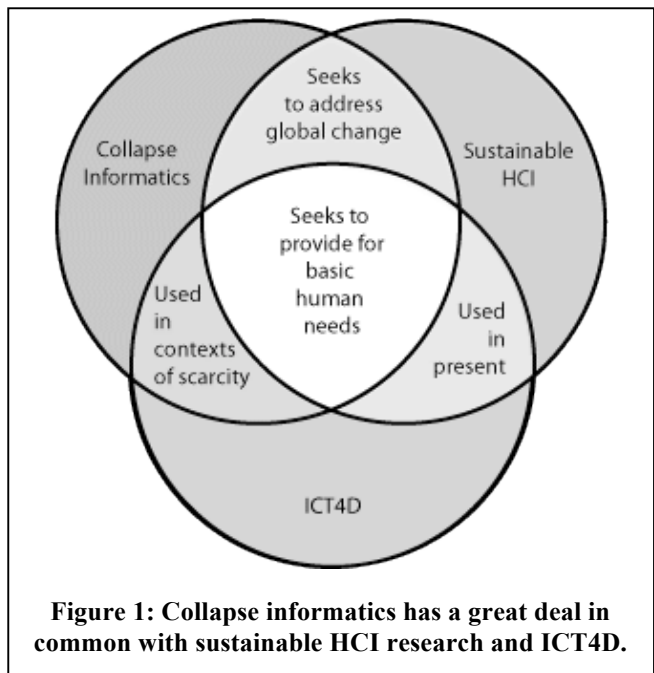 Seeks
to address
global change
Collapse
Informatics
Sustainable
HCI
Seeks to
provide for
basic
human
needs
Used
in
contexts
of scarcity
Used
in
present
ICT4D
Figure 1: Collapse informatics has a great deal in
common with sustainable HCI research and ICT4D.